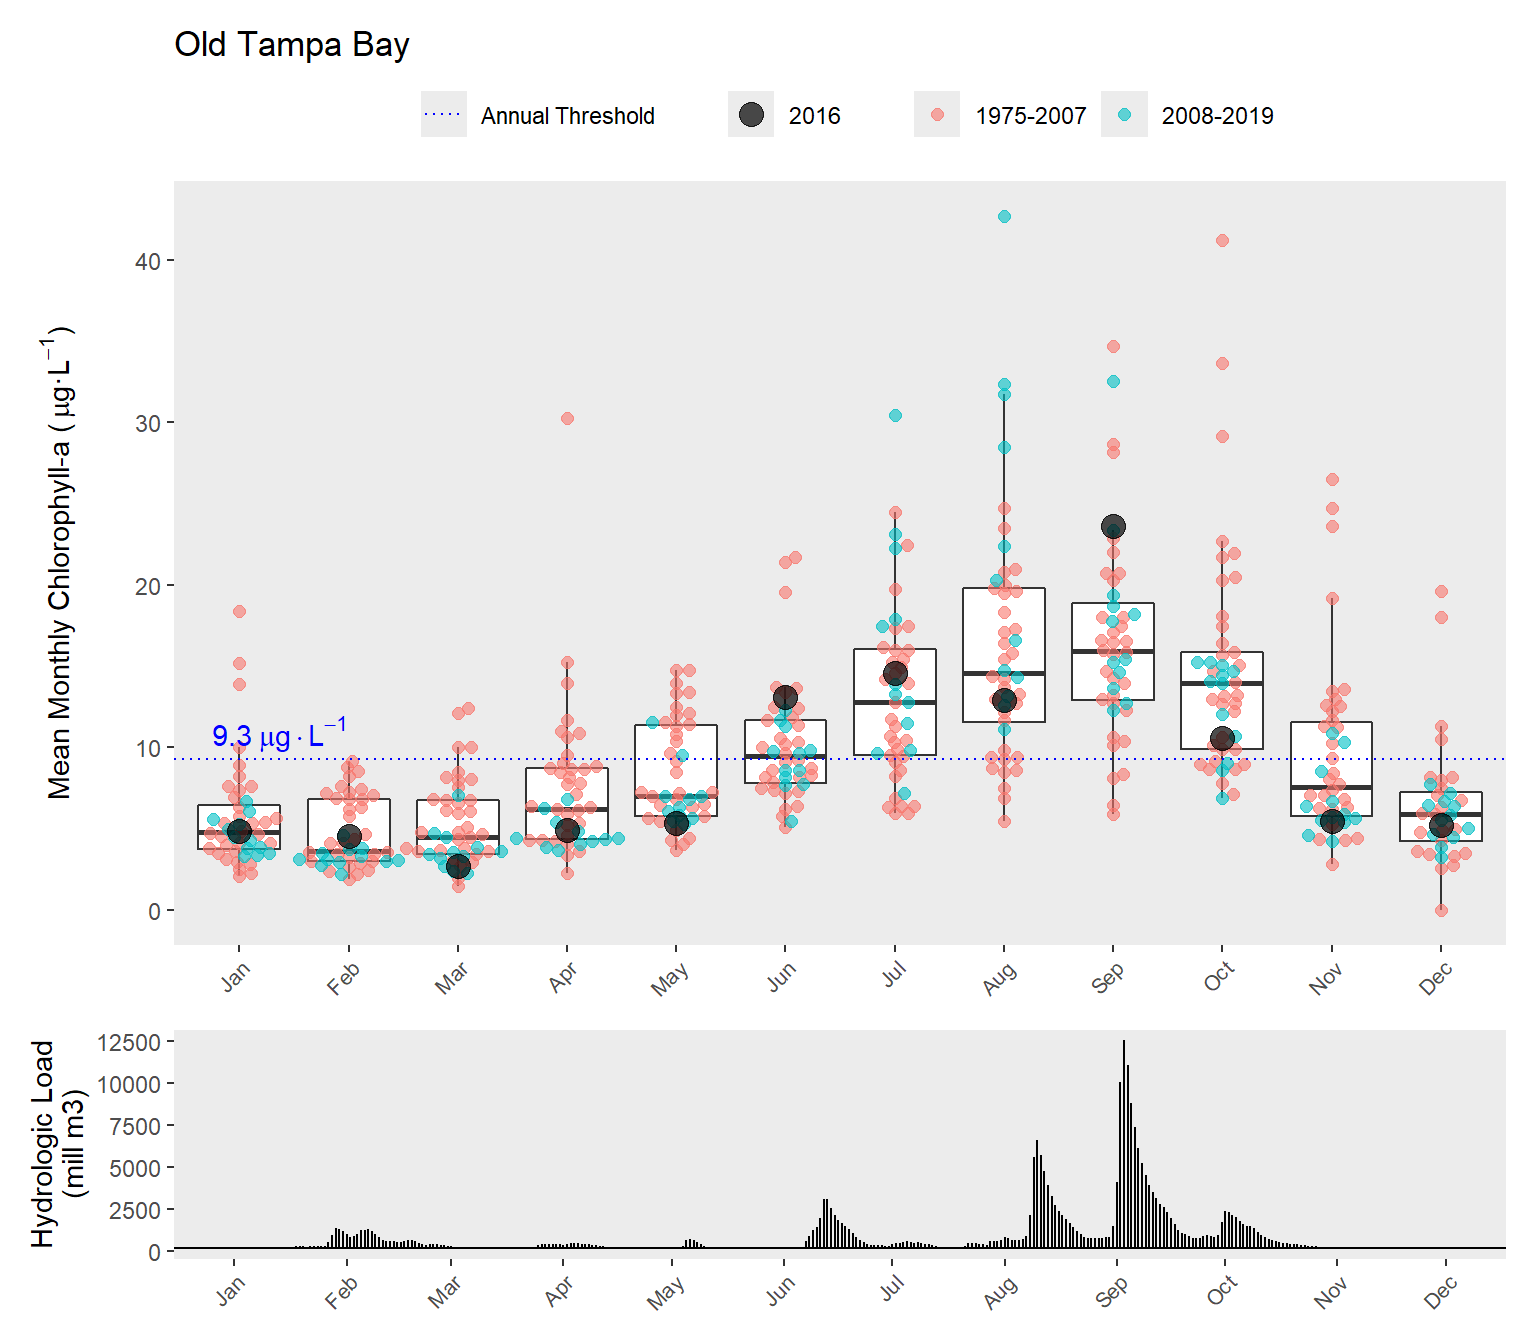 Old Tampa Bay
Annual Threshold 2016 1975-2007 2008-2019
Mean Monthly Chlorophyll-a ( µg·L⁻¹)
40
30
20
10
0
9.3 µg·L⁻¹
Jan Feb Mar Apr May Jun Jul Aug Sep Oct Nov Dec
Hydrologic Load
(mill m3)
12500
10000
7500
5000
2500
0
Jan Feb Mar Apr May Jun Jul Aug Sep Oct Nov Dec